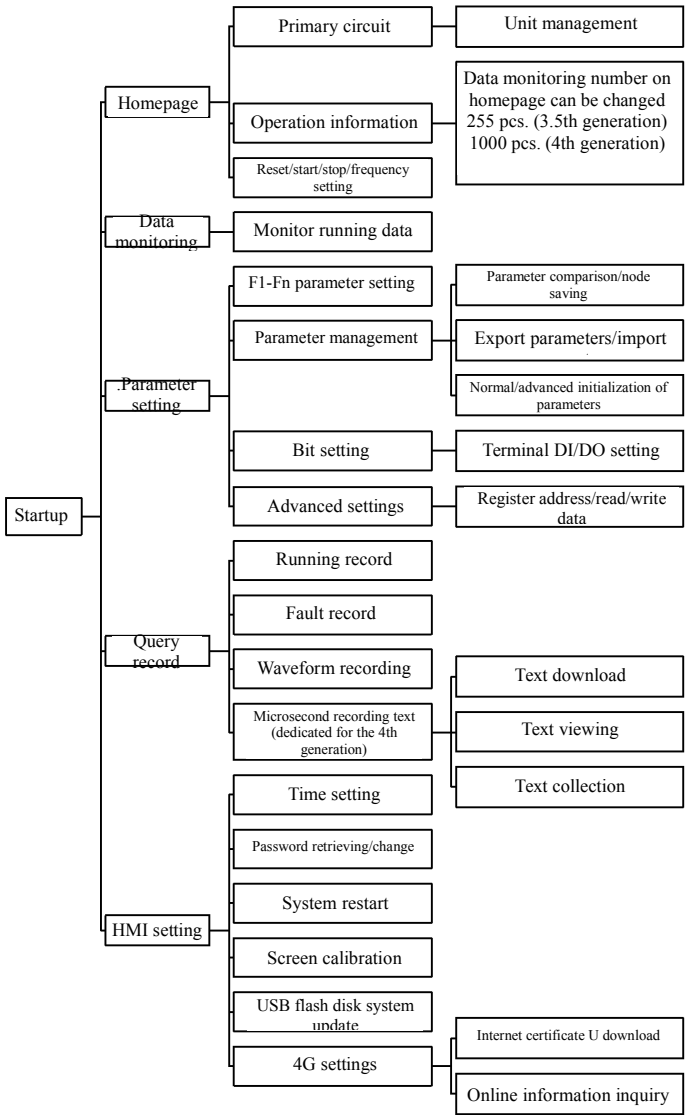 Startup
Homepage
Primary circuit
Unit management
Operation information
Data monitoring number on
homepage can be changed
255 pcs. (3.5th generation)
1000 pcs. (4th generation)
Reset/start/stop/frequency
setting
Data
monitoring
Monitor running data
.Parameter
setting
F1-Fn parameter setting
Parameter management
Parameter comparison/node
saving
Export parameters/import
Normal/advanced initialization of
parameters
Bit setting
Terminal DI/DO setting
Advanced settings
Register address/read/write
data
Query
record
Running record
Fault record
Waveform recording
Microsecond recording text
(dedicated for the 4th
generation)
Text download
Text viewing
Text collection
HMI setting
Time setting
Password retrieving/change
System restart
Screen calibration
USB flash disk system
update
4G settings
Internet certificate U download
Online information inquiry